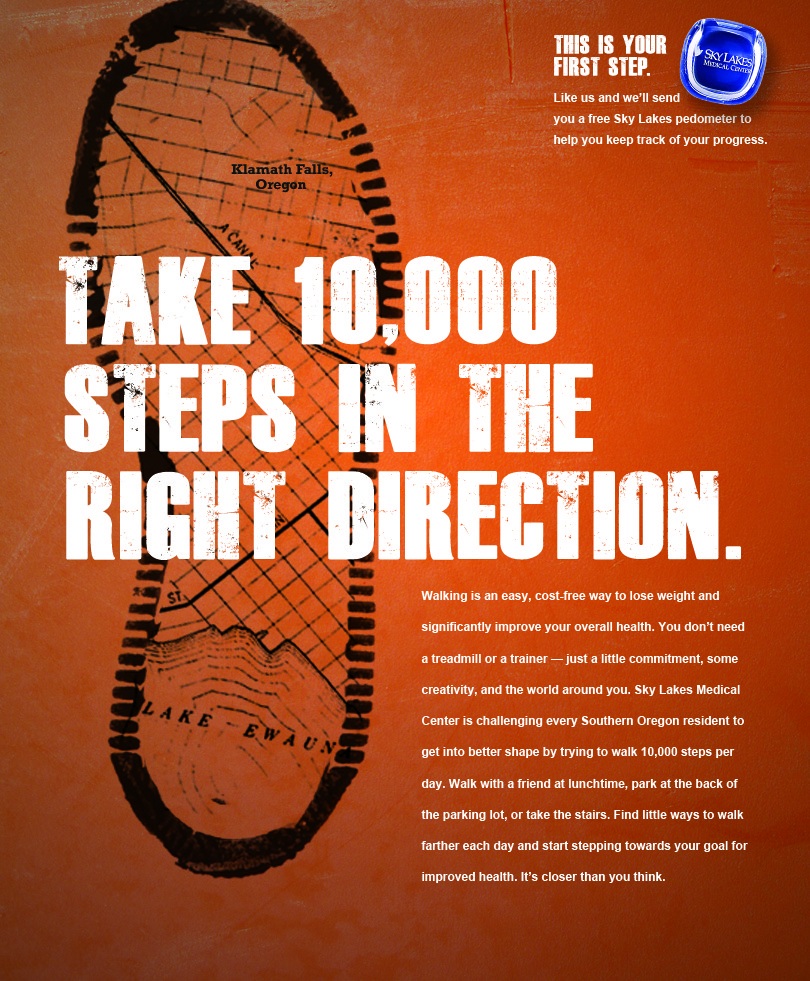 THIS IS YOUR
FIRST STEP.
SKY LAKES
MEDICAL CENTER
Like us and we'll send
you a free Sky Lakes pedometer to
help you keep track of your progress.
Klamath Falls,
Oregon
A CANAL
TAKE 10,000
STEPS IN THE
RIGHT DIRECTION.
ST.
LAKE EWAUN
Walking is an easy, cost-free way to lose weight and
significantly improve your overall health. You don't need
a treadmill or a trainer — just a little commitment, some
creativity, and the world around you. Sky Lakes Medical
Center is challenging every Southern Oregon resident to
get into better shape by trying to walk 10,000 steps per
day. Walk with a friend at lunchtime, park at the back of
the parking lot, or take the stairs. Find little ways to walk
farther each day and start stepping towards your goal for
improved health. It's closer than you think.